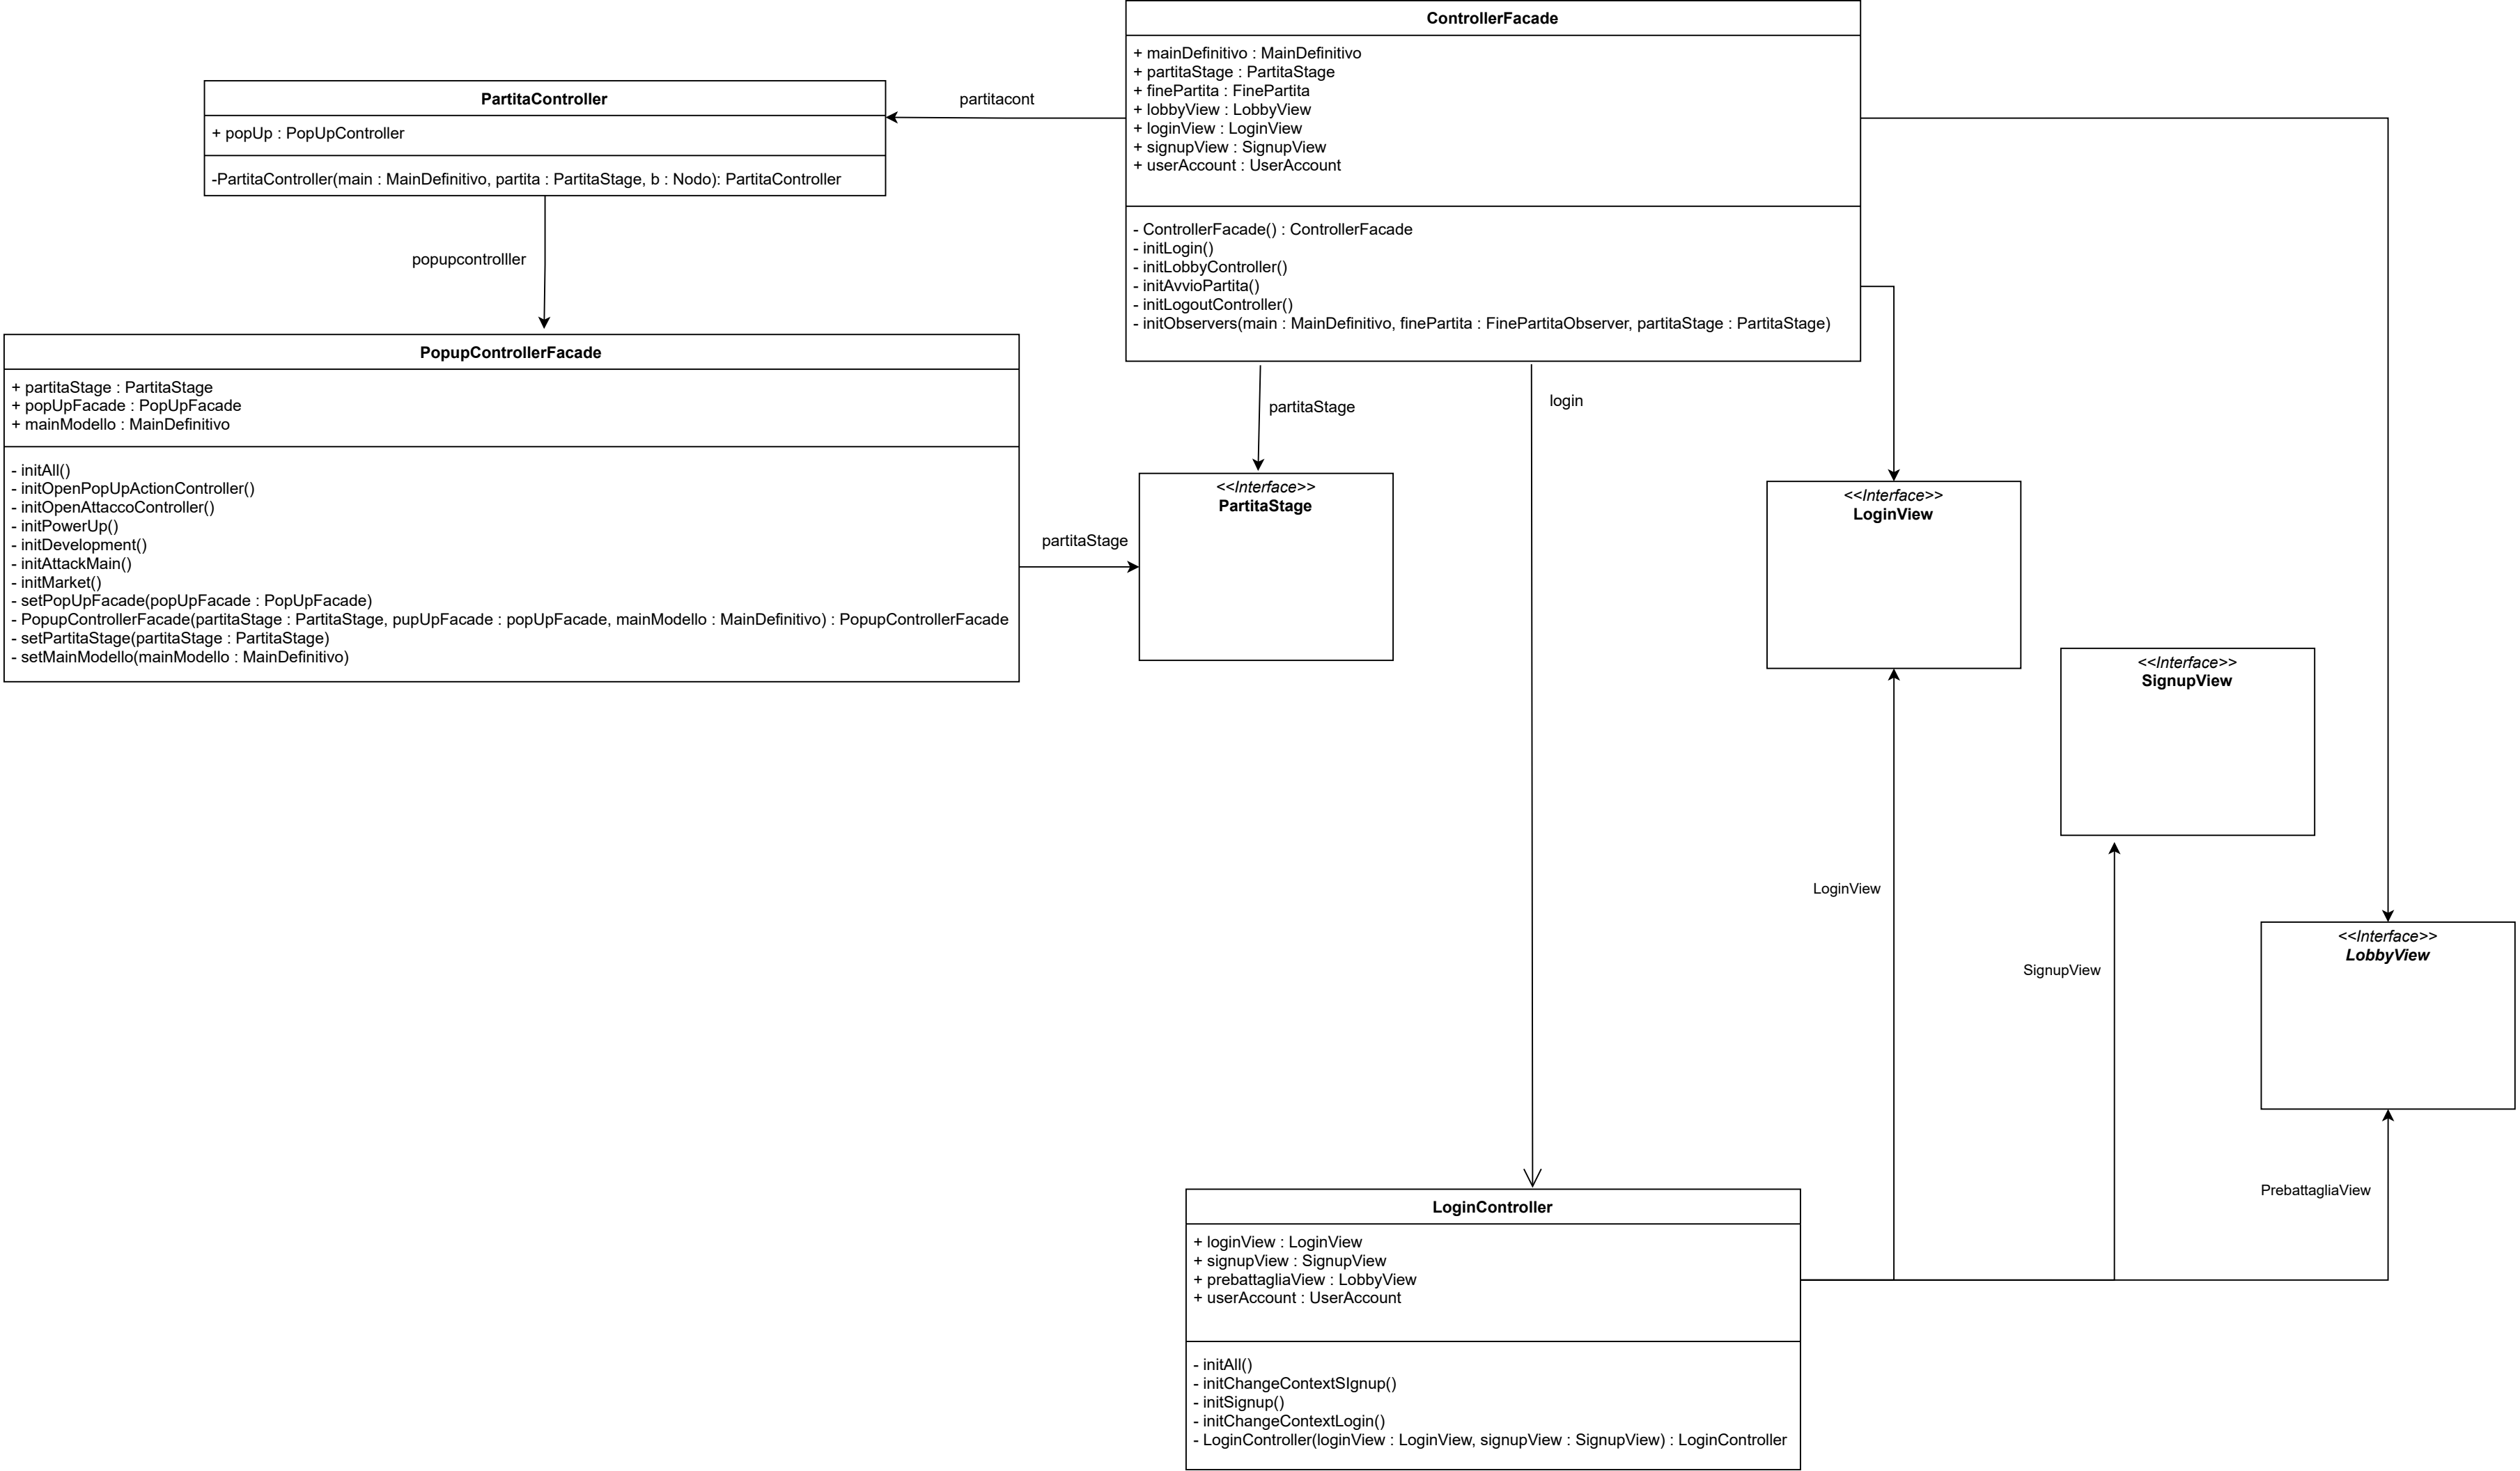 ControllerFacade
+ mainDefinitivo : MainDefinitivo
+ partitaStage : PartitaStage
+ finePartita : FinePartita
+ lobbyView : LobbyView
+ loginView : LoginView
+ signupView : SignupView
+ userAccount : UserAccount
- ControllerFacade() : ControllerFacade
- initLogin()
- initLobbyController()
- initAvvioPartita()
- initLogoutController()
- initObservers(main : MainDefinitivo, finePartita : FinePartitaObserver, partitaStage : PartitaStage)
partitacont
PartitaController
+ popUp : PopUpController
-PartitaController(main : MainDefinitivo, partita : PartitaStage, b : Nodo): PartitaController
popupcontrolller
PopupControllerFacade
+ partitaStage : PartitaStage
+ popUpFacade : PopUpFacade
+ mainModello : MainDefinitivo
- initAll()
- initOpenPopUpActionController()
- initOpenAttaccoController()
- initPowerUp()
- initDevelopment()
- initAttackMain()
- initMarket()
- setPopUpFacade(popUpFacade : PopUpFacade)
- PopupControllerFacade(partitaStage : PartitaStage, pupUpFacade : popUpFacade, mainModello : MainDefinitivo) : PopupControllerFacade
- setPartitaStage(partitaStage : PartitaStage)
- setMainModello(mainModello : MainDefinitivo)
partitaStage
partitaStage
login
<<Interface>>
PartitaStage
<<Interface>>
LoginView
<<Interface>>
SignupView
<<Interface>>
LobbyView
LoginView
SignupView
PrebattagliaView
LoginController
+ loginView : LoginView
+ signupView : SignupView
+ prebattagliaView : LobbyView
+ userAccount : UserAccount
- initAll()
- initChangeContextSIgnup()
- initSignup()
- initChangeContextLogin()
- LoginController(loginView : LoginView, signupView : SignupView) : LoginController